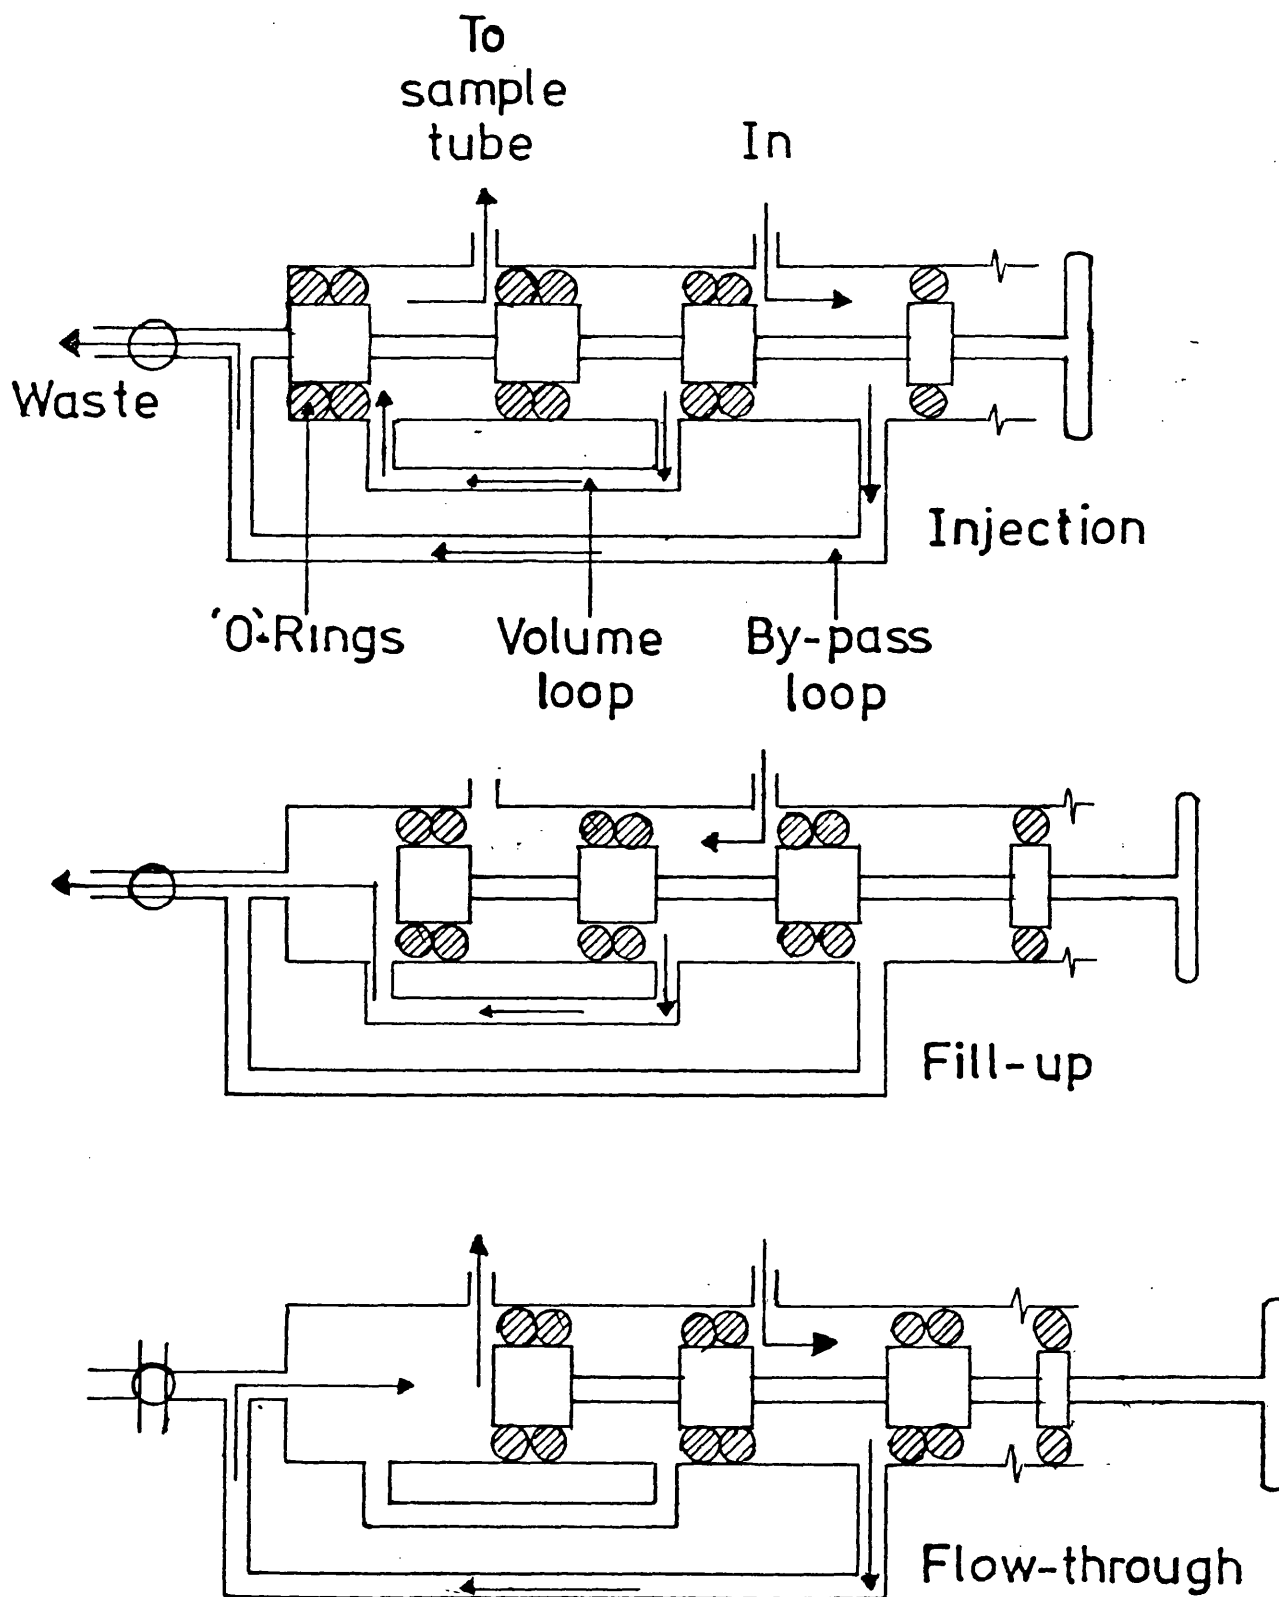 To
sample
tube
In
Waste
Injection
'O'-Rings
Volume
loop
By-pass
loop
Fill-up
Flow-through